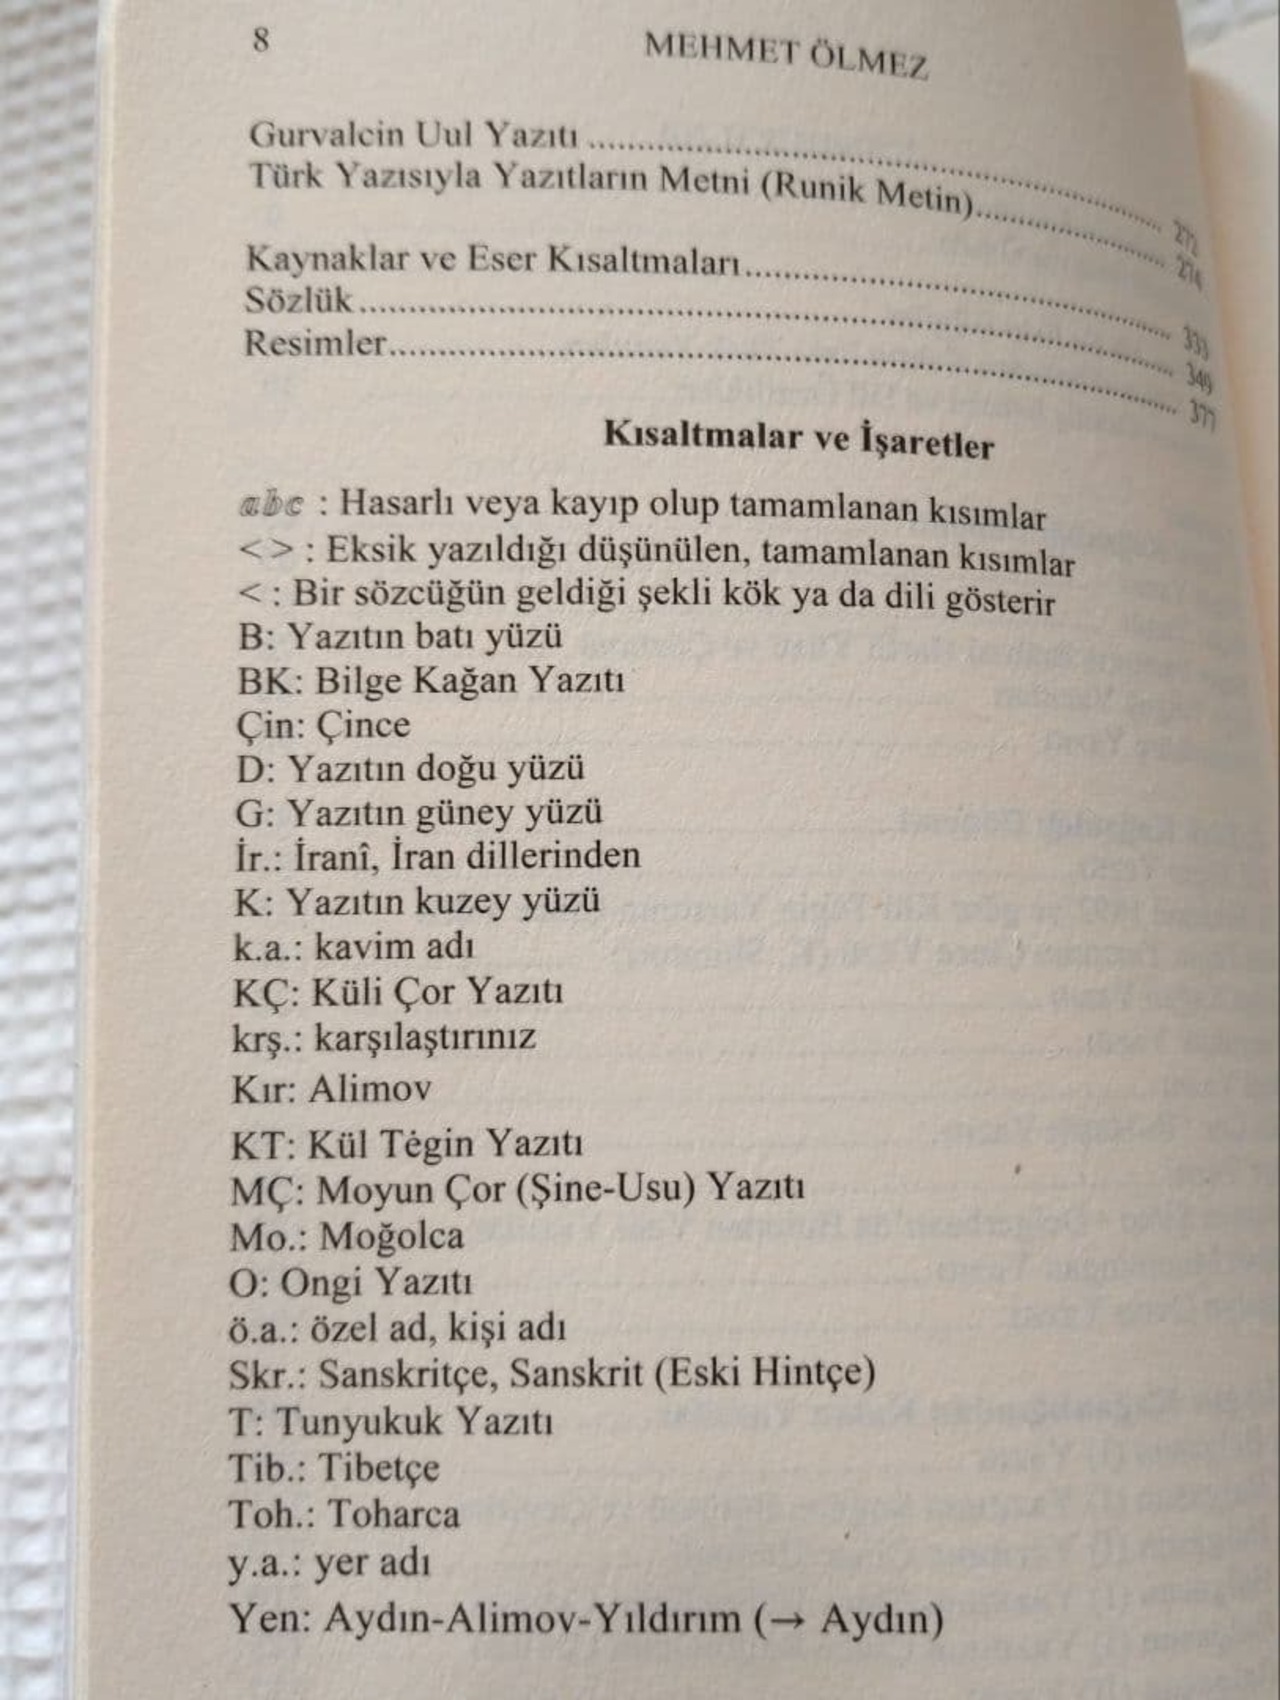 8
MEHMET ÖLMEZ
Gurvalcin Uul Yazıtı ........................................ 272
Türk Yazısıyla Yazıtların Metni (Runik Metin)........................ 274
Kaynaklar ve Eser Kısaltmaları........................................ 333
Sözlük........................................ 349
Resimler........................................ 377
Kısaltmalar ve İşaretler
abc : Hasarlı veya kayıp olup tamamlanan kısımlar
< > : Eksik yazıldığı düşünülen, tamamlanan kısımlar
< : Bir sözcüğün geldiği şekli kök ya da dili gösterir
B: Yazıtın batı yüzü
BK: Bilge Kağan Yazıtı
Çin: Çince
D: Yazıtın doğu yüzü
G: Yazıtın güney yüzü
İr.: İranî, İran dillerinden
K: Yazıtın kuzey yüzü
k.a.: kavim adı
KÇ: Küli Çor Yazıtı
krş.: karşılaştırınız
Kır: Alimov
KT: Kül Tėgin Yazıtı
MÇ: Moyun Çor (Şine-Usu) Yazıtı
Mo.: Moğolca
O: Ongi Yazıtı
ö.a.: özel ad, kişi adı
Skr.: Sanskritçe, Sanskrit (Eski Hintçe)
T: Tunyukuk Yazıtı
Tib.: Tibetçe
Toh.: Toharca
y.a.: yer adı
Yen: Aydın-Alimov-Yıldırım (→ Aydın)